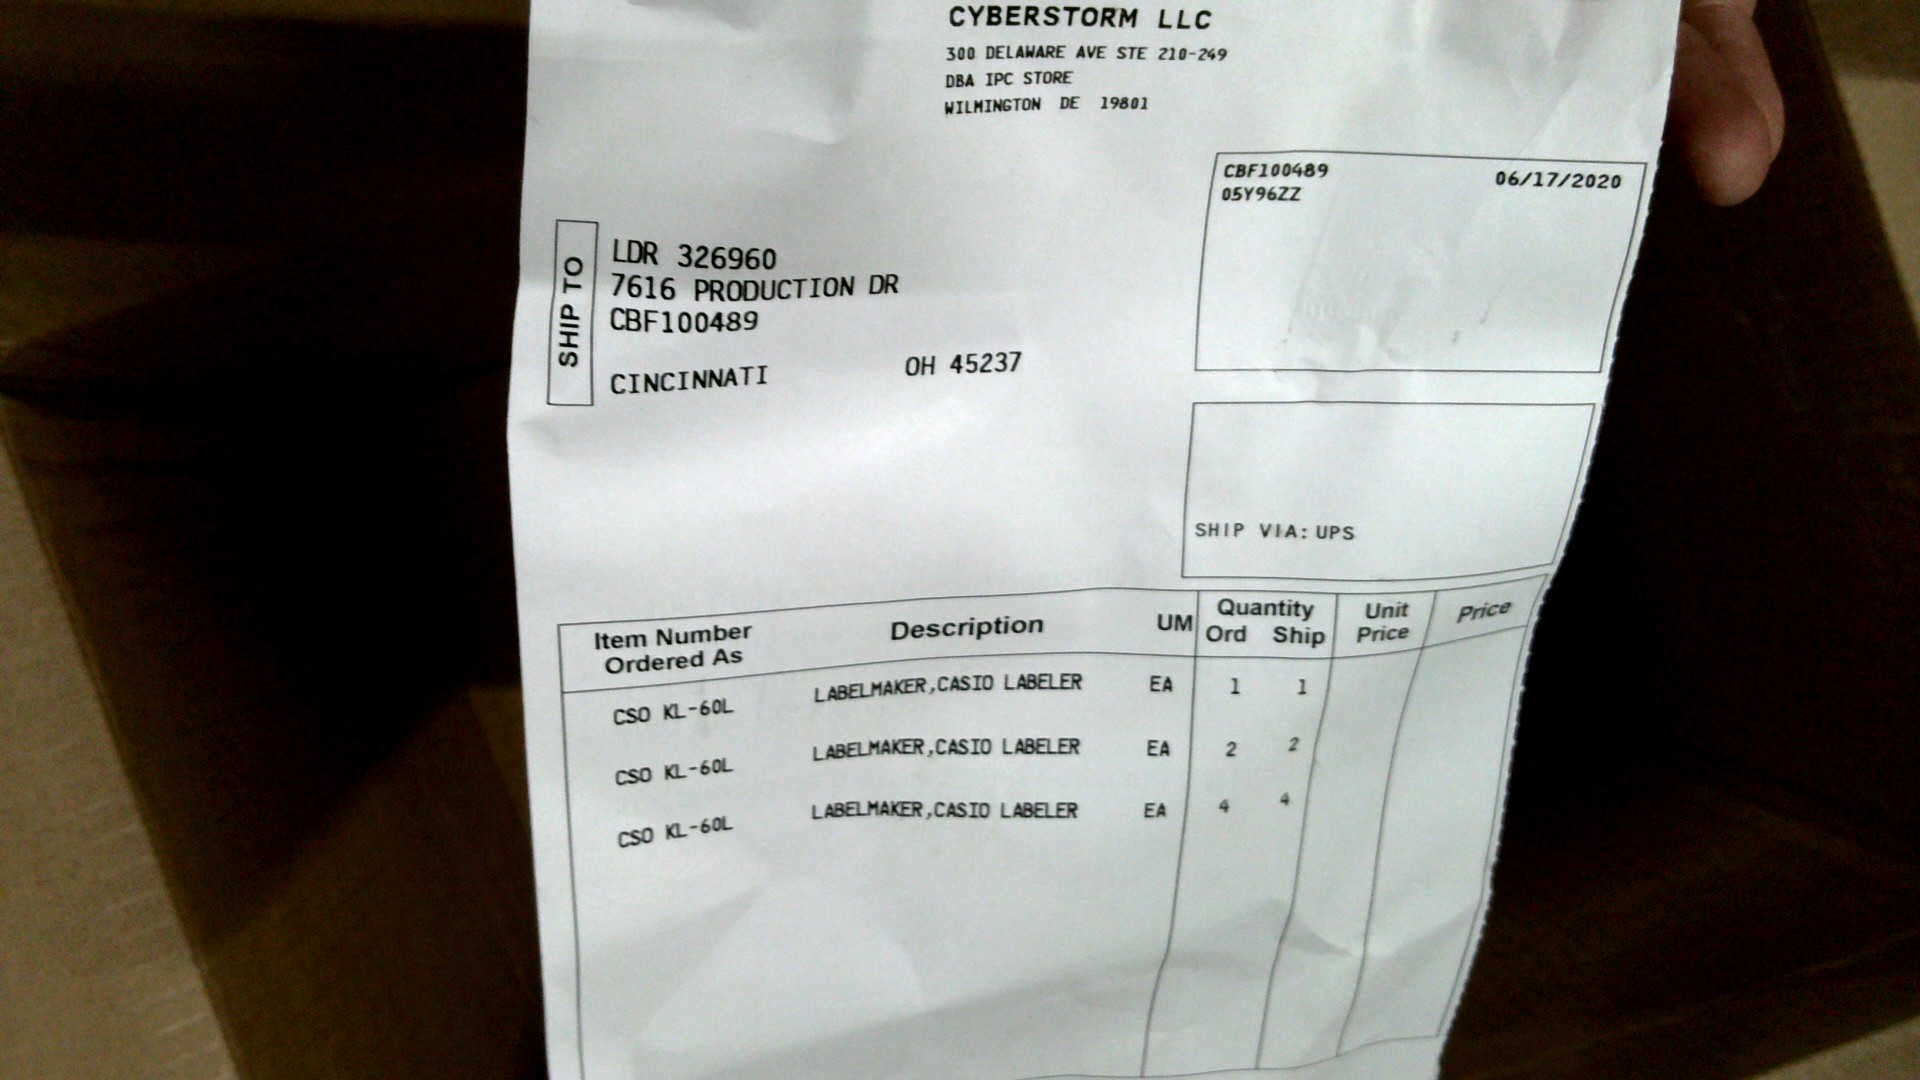 CYBERSTORM LLC
300 DELAWARE AVE STE 210-249
DBA IPC STORE
WILMINGTON DE 19801
CBF100489 06/17/2020
05Y96ZZ
SHIP TO
LDR 326960
7616 PRODUCTION DR
CBF100489
CINCINNATI OH 45237
SHIP VIA: UPS
Item Number Ordered As Description UM Quantity Ord Ship Unit Price Price
CSO KL-60L LABELMAKER,CASIO LABELER EA 1 1
CSO KL-60L LABELMAKER,CASIO LABELER EA 2 2
CSO KL-60L LABELMAKER,CASIO LABELER EA 4 4